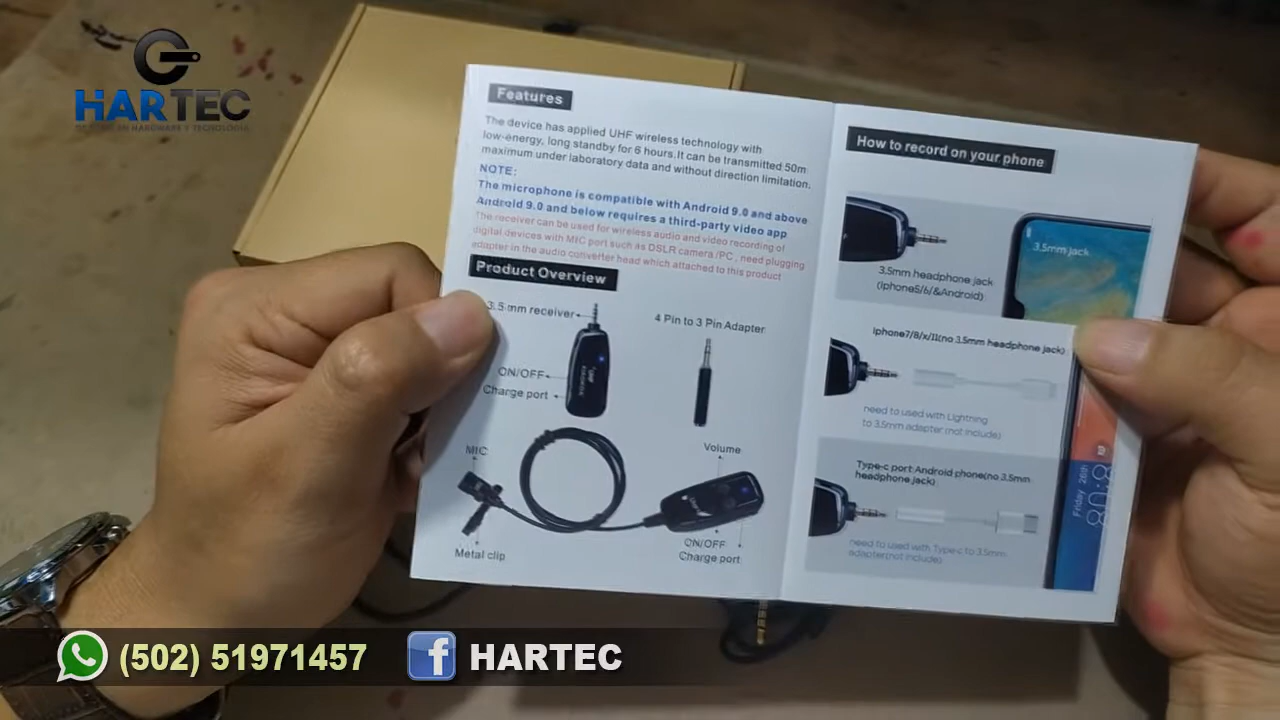 HARTEC
Features
The device has applied UHF wireless technology with
low-energy, long standby for 6 hours.It can be transmitted 50m
maximum under laboratory data and without direction limitation.
NOTE:
The microphone is compatible with Android 9.0 and above
Android 9.0 and below requires a third-party video app
The receiver can be used for wireless audio and video recording of
digital devices with MIC port such as DSLR camera /PC , need plugging
adapter in the audio converter head which attached to this product
Product Overview
3.5 mm receiver
4 Pin to 3 Pin Adapter
ON/OFF
Charge port
UHF
MIC
Volume
Metal clip
ON/OFF
Charge port
How to record on your phone
3.5mm Jack
3.5mm headphone jack
(iphone5/6/&Android)
iphone7/8/x/11(no 3.5mm headphone jack)
need to used with Lightning
to 3.5mm adapter (not include)
Type-c port Android phone(no 3.5mm
headphone jack)
need to used with Type-c to 3.5mm
adapter(not include)
Friday 26th
(502) 51971457
HARTEC